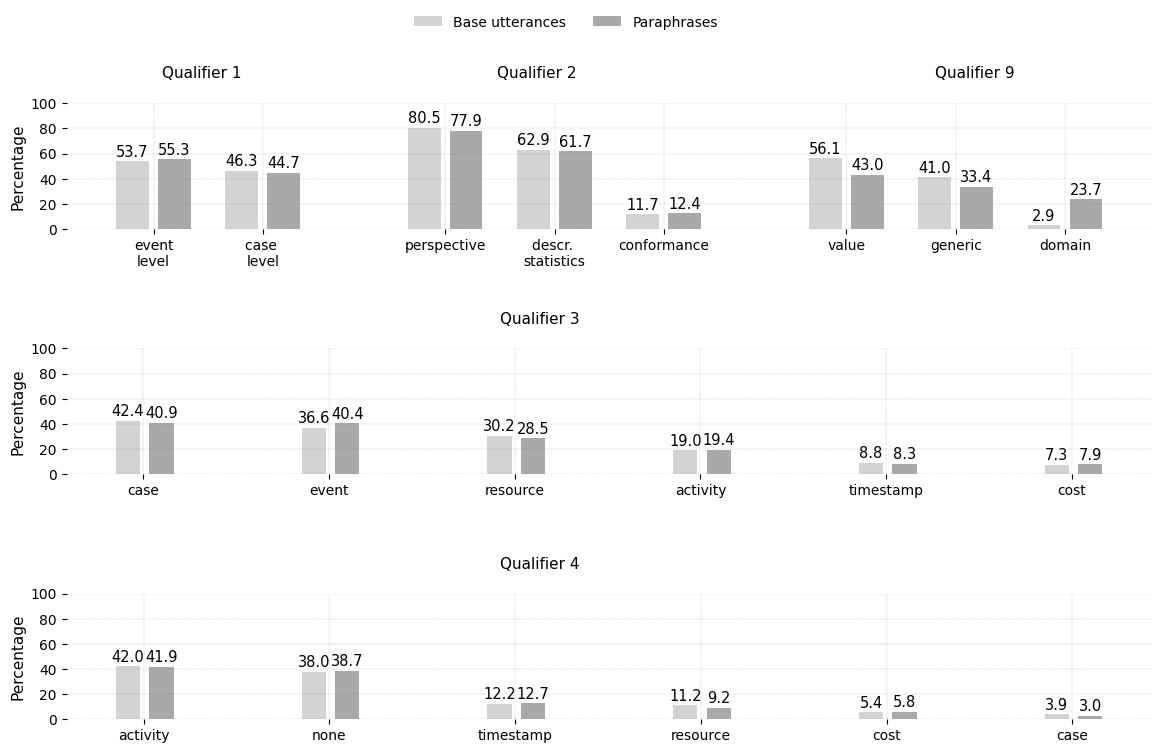 Base utterances Paraphrases
Qualifier 1 Qualifier 2 Qualifier 9
Percentage
100
80
60
40
20
0
53.7 55.3 46.3 44.7
80.5 77.9 62.9 61.7 11.7 12.4
56.1 43.0 41.0 33.4 2.9 23.7
event level
case level
perspective
descr. statistics
conformance
value
generic
domain
Qualifier 3
Percentage
100
80
60
40
20
0
42.4 40.9 36.6 40.4 30.2 28.5 19.0 19.4 8.8 8.3 7.3 7.9
case event resource activity timestamp cost
Qualifier 4
Percentage
100
80
60
40
20
0
42.0 41.9 38.0 38.7 12.2 12.7 11.2 9.2 5.4 5.8 3.9 3.0
activity none timestamp resource cost case